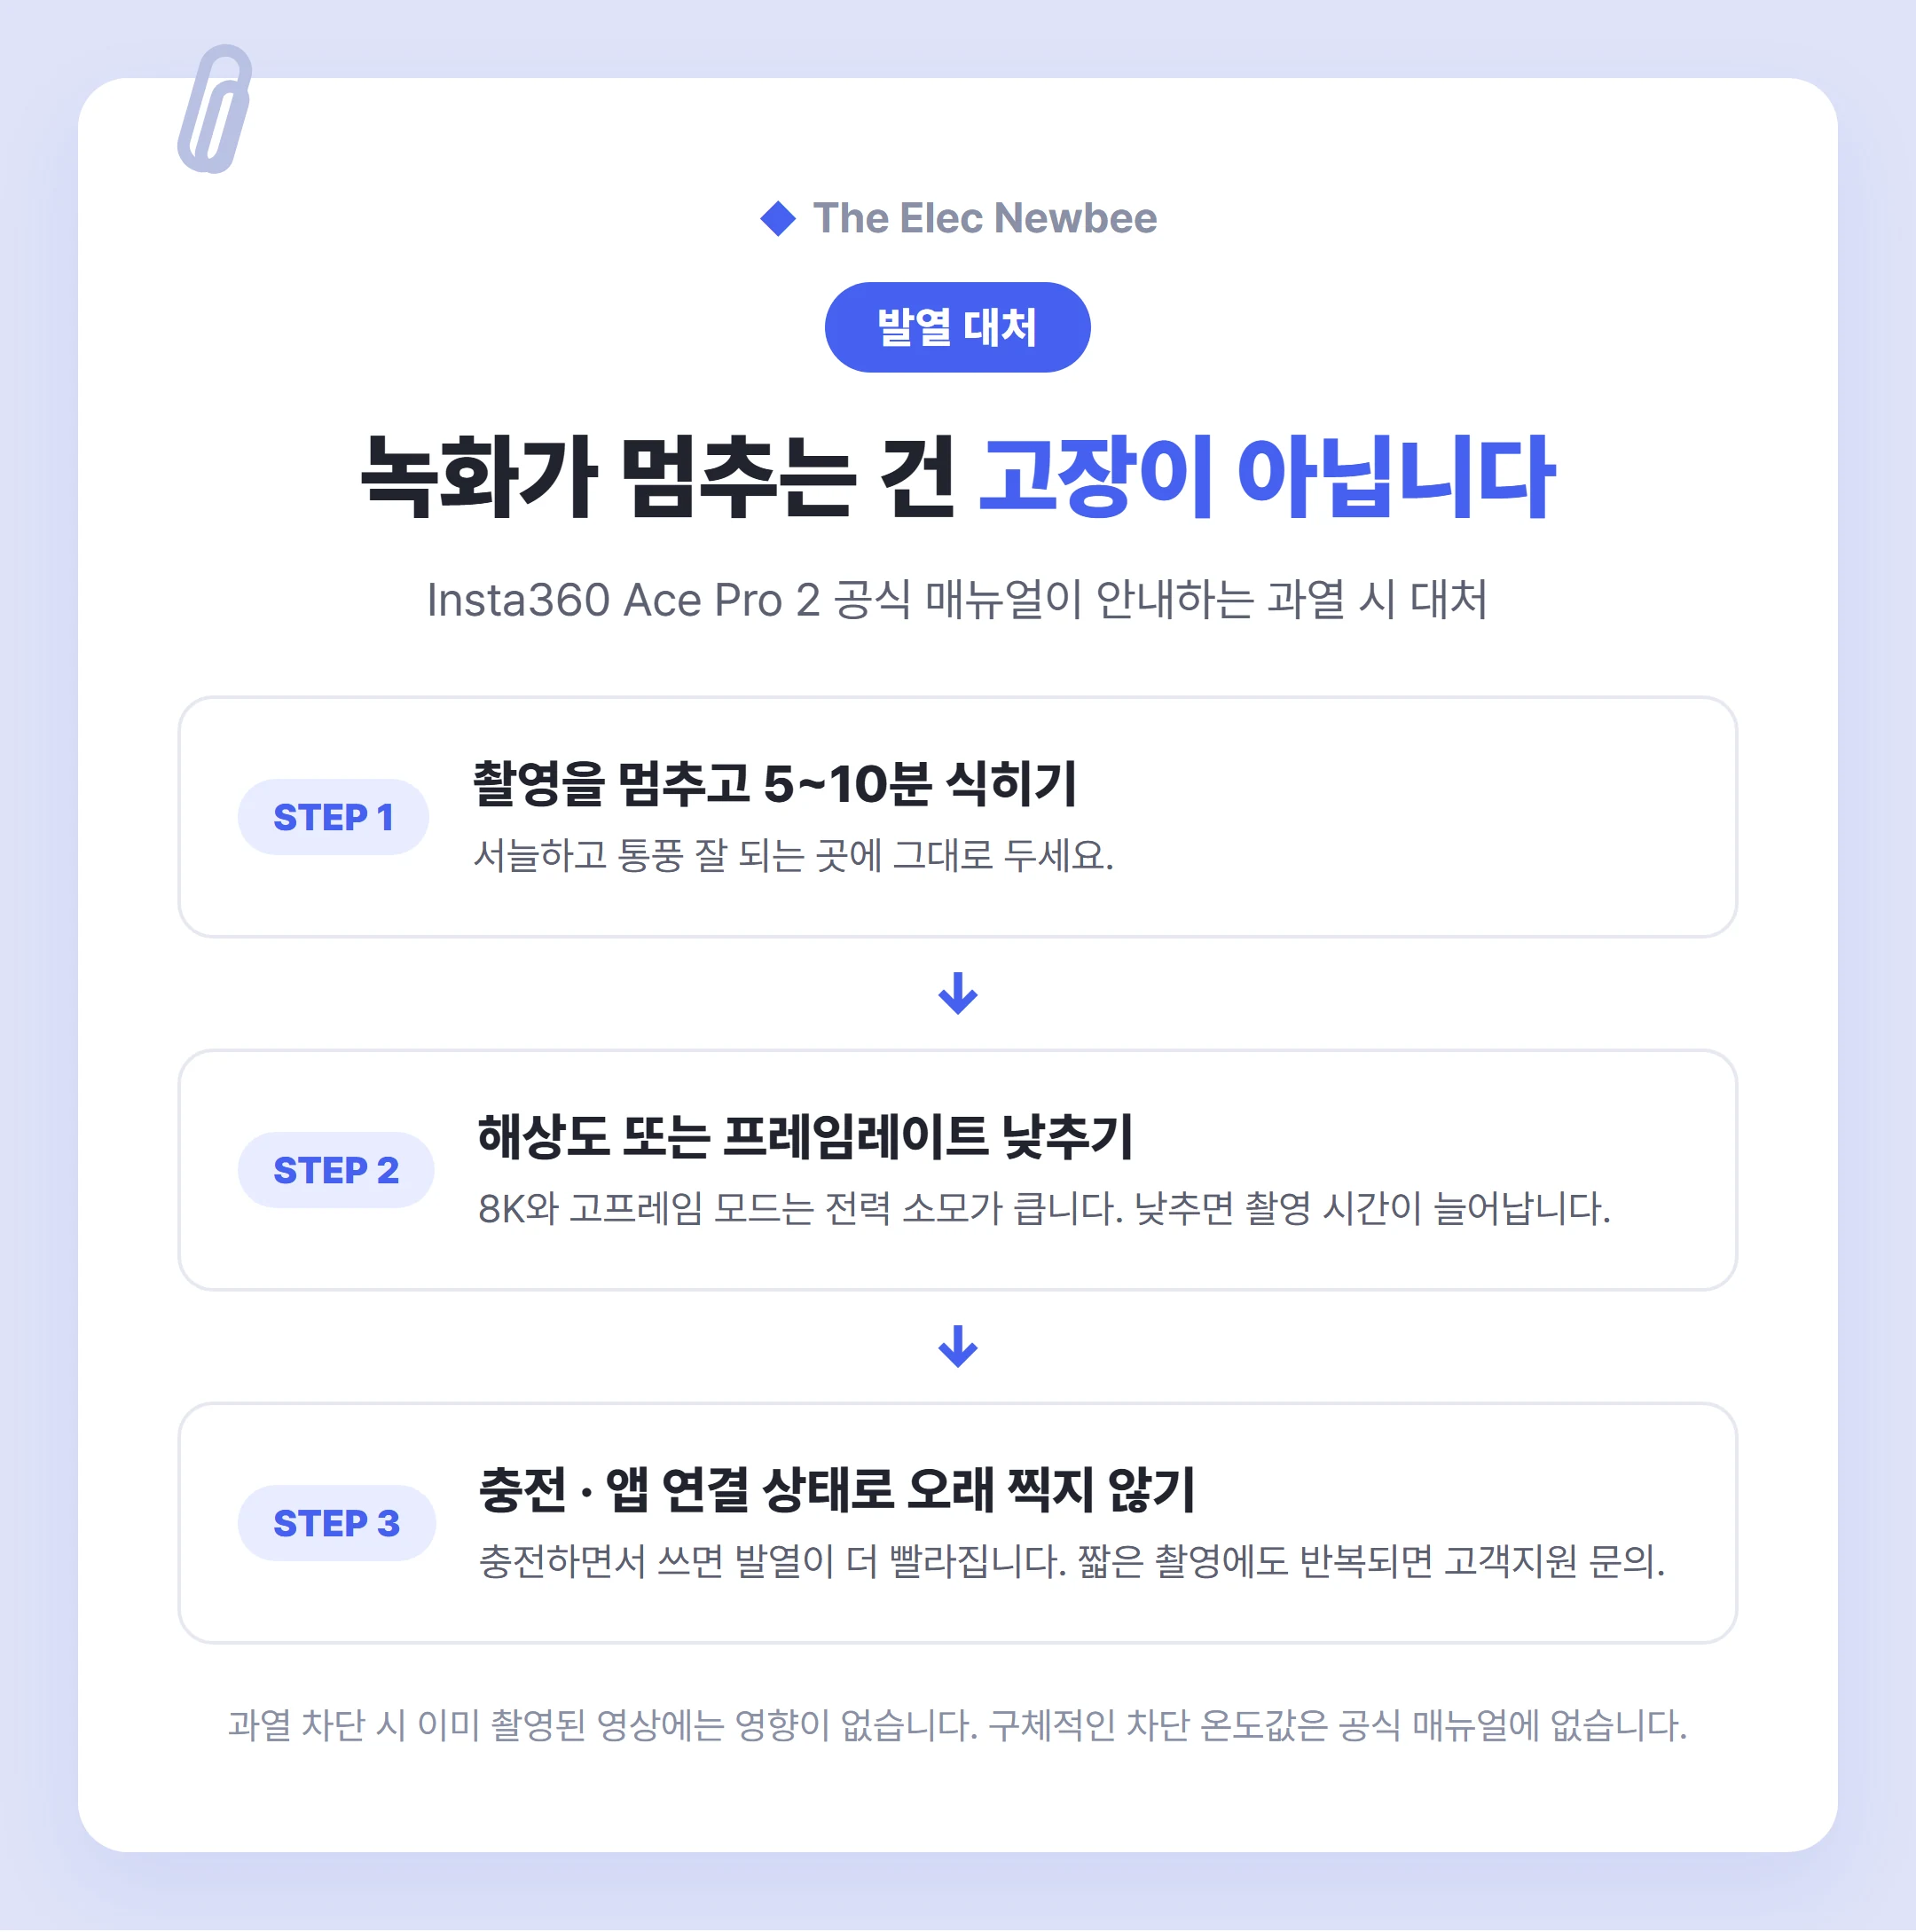 The Elec Newbee
발열 대처
녹화가 멈추는 건 고장이 아닙니다
Insta360 Ace Pro 2 공식 매뉴얼이 안내하는 과열 시 대처
STEP 1
촬영을 멈추고 5~10분 식히기
서늘하고 통풍 잘 되는 곳에 그대로 두세요.
STEP 2
해상도 또는 프레임레이트 낮추기
8K와 고프레임 모드는 전력 소모가 큽니다. 낮추면 촬영 시간이 늘어납니다.
STEP 3
충전 · 앱 연결 상태로 오래 찍지 않기
충전하면서 쓰면 발열이 더 빨라집니다. 짧은 촬영에도 반복되면 고객지원 문의.
과열 차단 시 이미 촬영된 영상에는 영향이 없습니다. 구체적인 차단 온도값은 공식 매뉴얼에 없습니다.